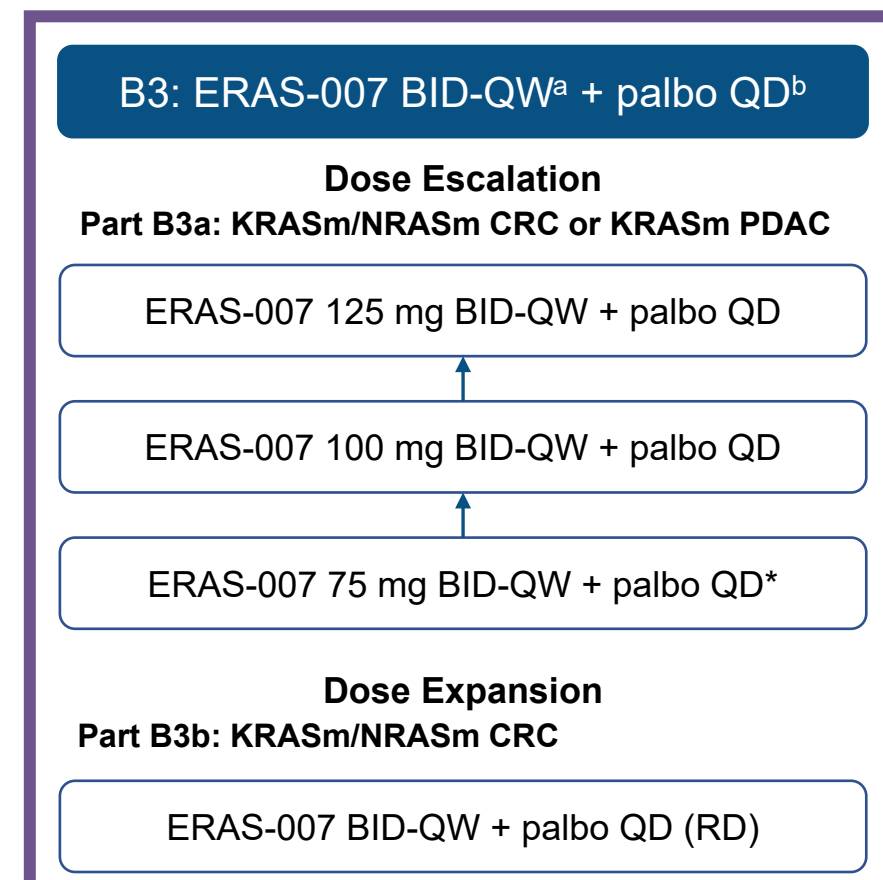 B3: ERAS-007 BID-QWᵃ + palbo QDᵇ
Dose Escalation
Part B3a: KRASm/NRASm CRC or KRASm PDAC
ERAS-007 125 mg BID-QW + palbo QD
ERAS-007 100 mg BID-QW + palbo QD
ERAS-007 75 mg BID-QW + palbo QD*
Dose Expansion
Part B3b: KRASm/NRASm CRC
ERAS-007 BID-QW + palbo QD (RD)